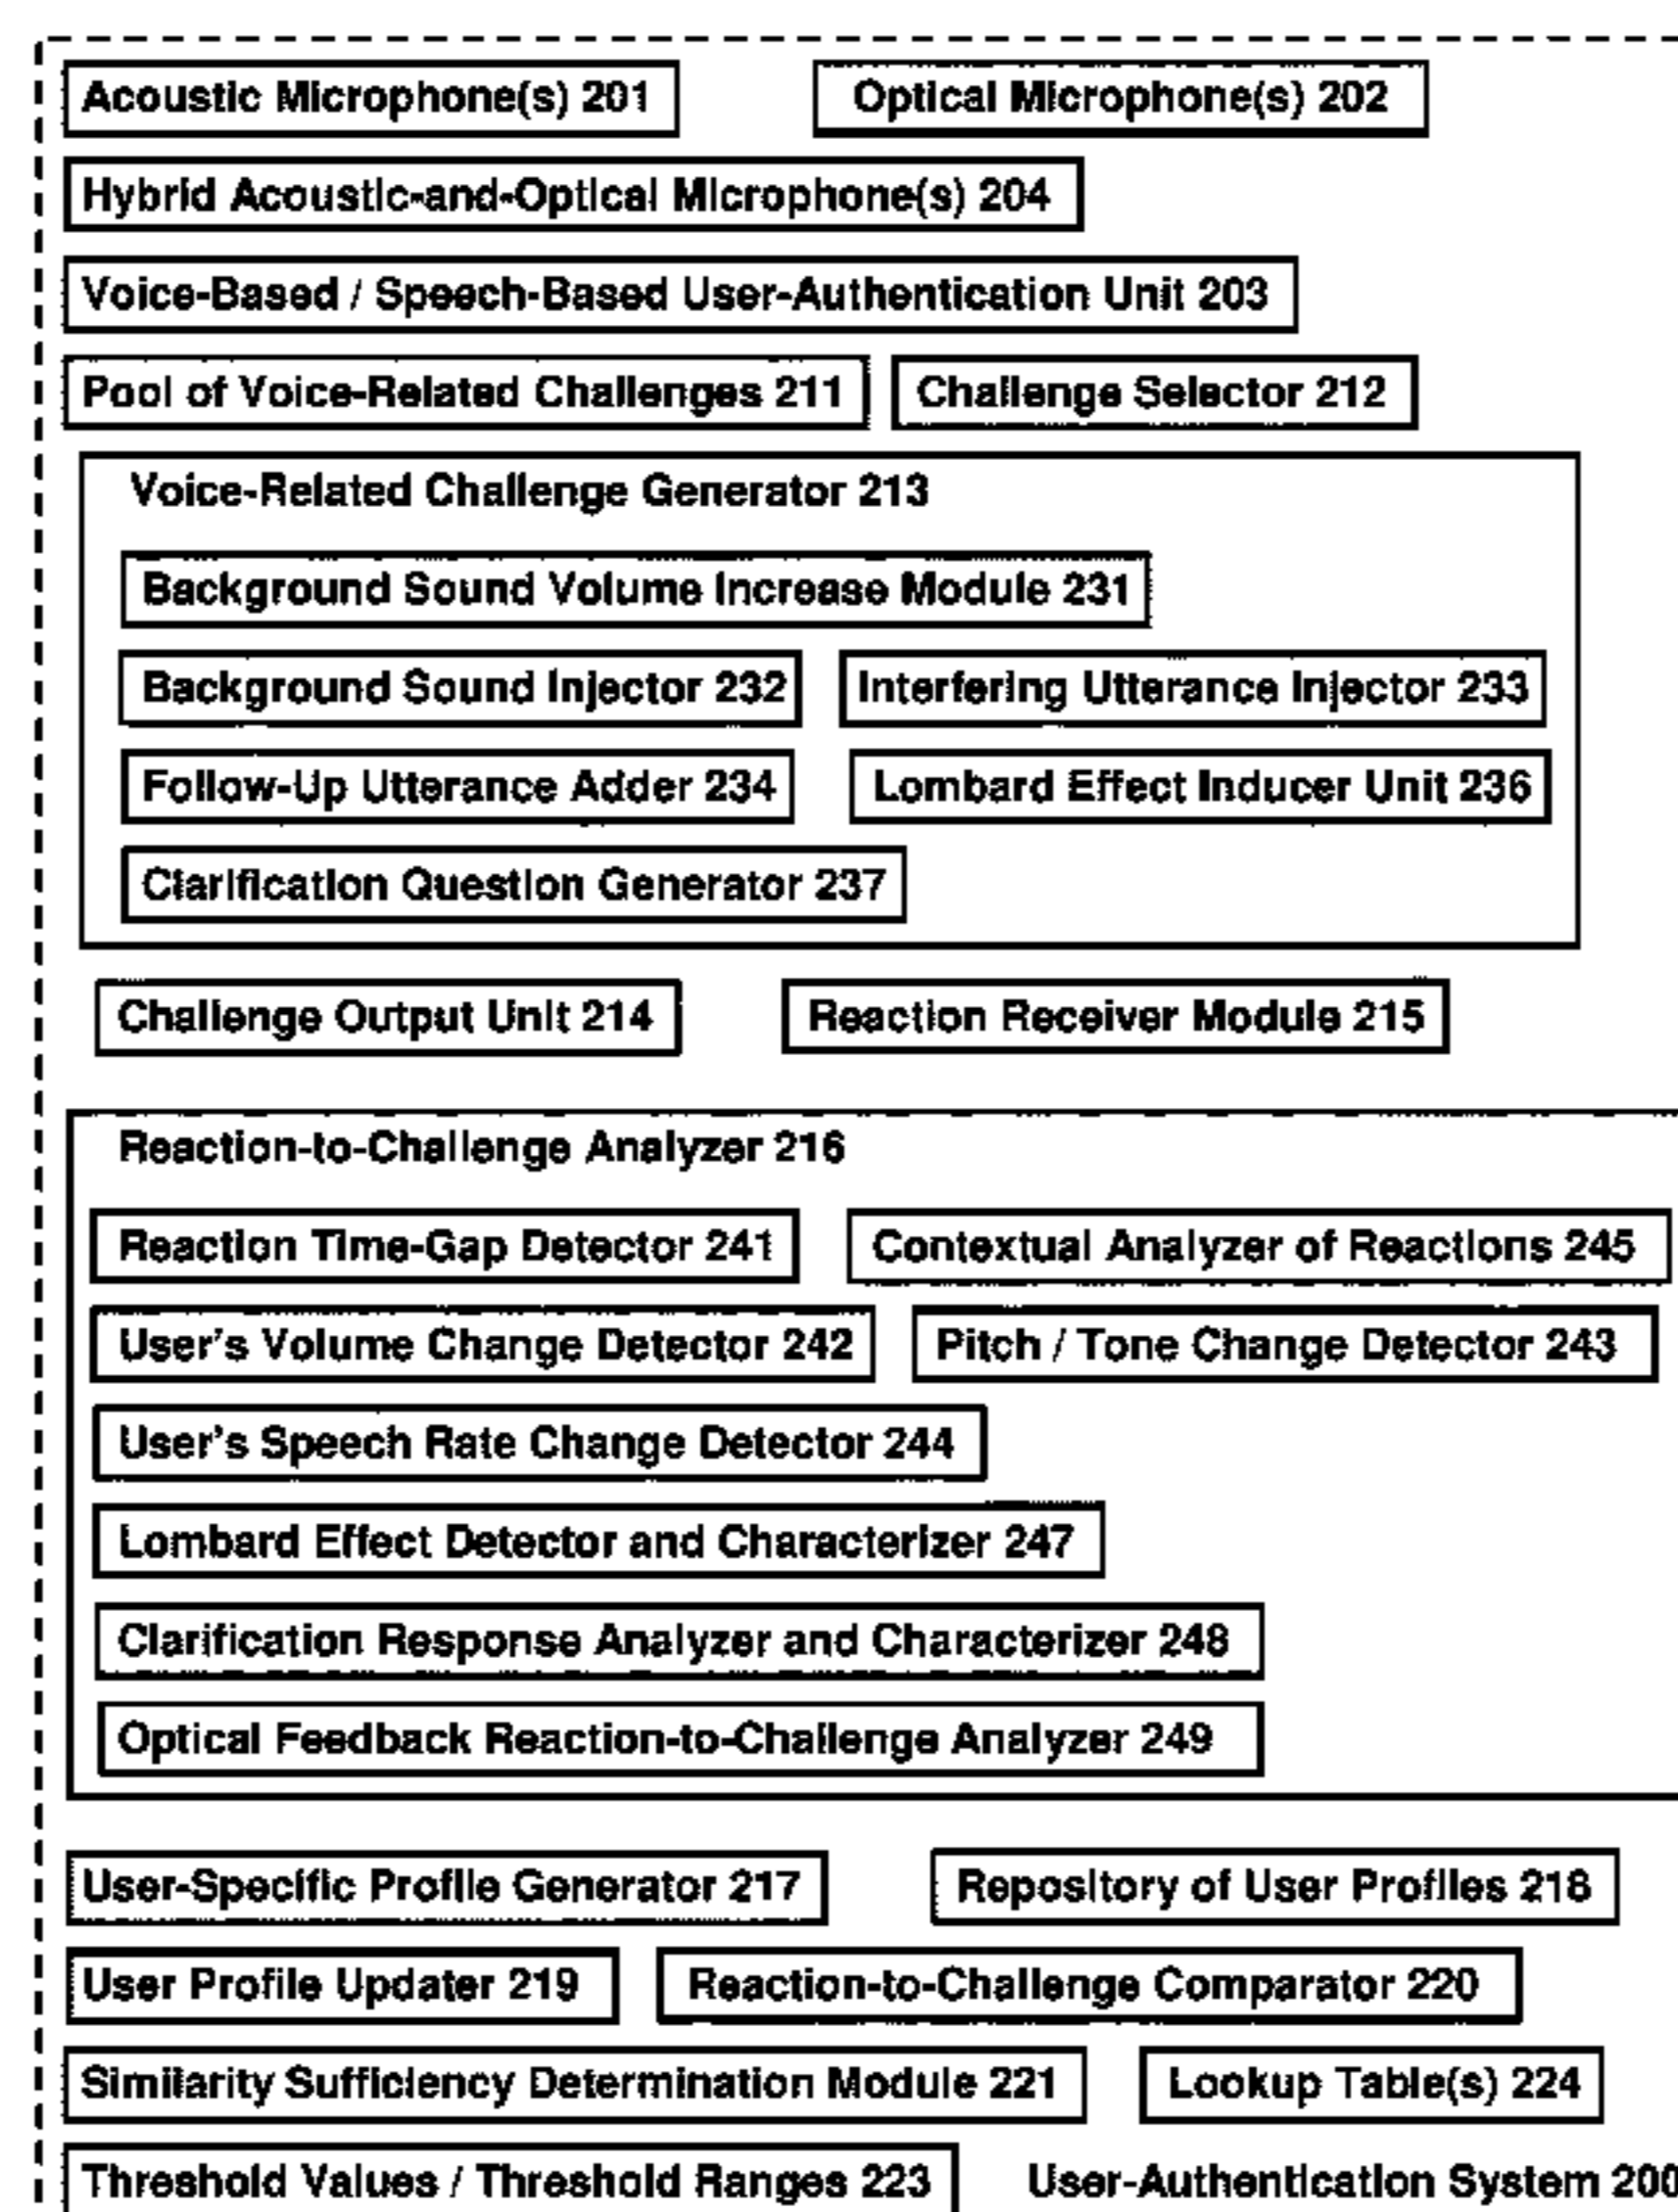 Acoustic Microphone(s) 201
Optical Microphone(s) 202
Hybrid Acoustic-and-Optical Microphone(s) 204
Voice-Based / Speech-Based User-Authentication Unit 203
Pool of Voice-Related Challenges 211
Challenge Selector 212
Voice-Related Challenge Generator 213
Background Sound Volume Increase Module 231
Background Sound Injector 232
Interfering Utterance Injector 233
Follow-Up Utterance Adder 234
Lombard Effect Inducer Unit 236
Clarification Question Generator 237
Challenge Output Unit 214
Reaction Receiver Module 215
Reaction-to-Challenge Analyzer 216
Reaction Time-Gap Detector 241
Contextual Analyzer of Reactions 245
User's Volume Change Detector 242
Pitch / Tone Change Detector 243
User's Speech Rate Change Detector 244
Lombard Effect Detector and Characterizer 247
Clarification Response Analyzer and Characterizer 248
Optical Feedback Reaction-to-Challenge Analyzer 249
User-Specific Profile Generator 217
Repository of User Profiles 218
User Profile Updater 219
Reaction-to-Challenge Comparator 220
Similarity Sufficiency Determination Module 221
Lookup Table(s) 224
Threshold Values / Threshold Ranges 223
User-Authentication System 200